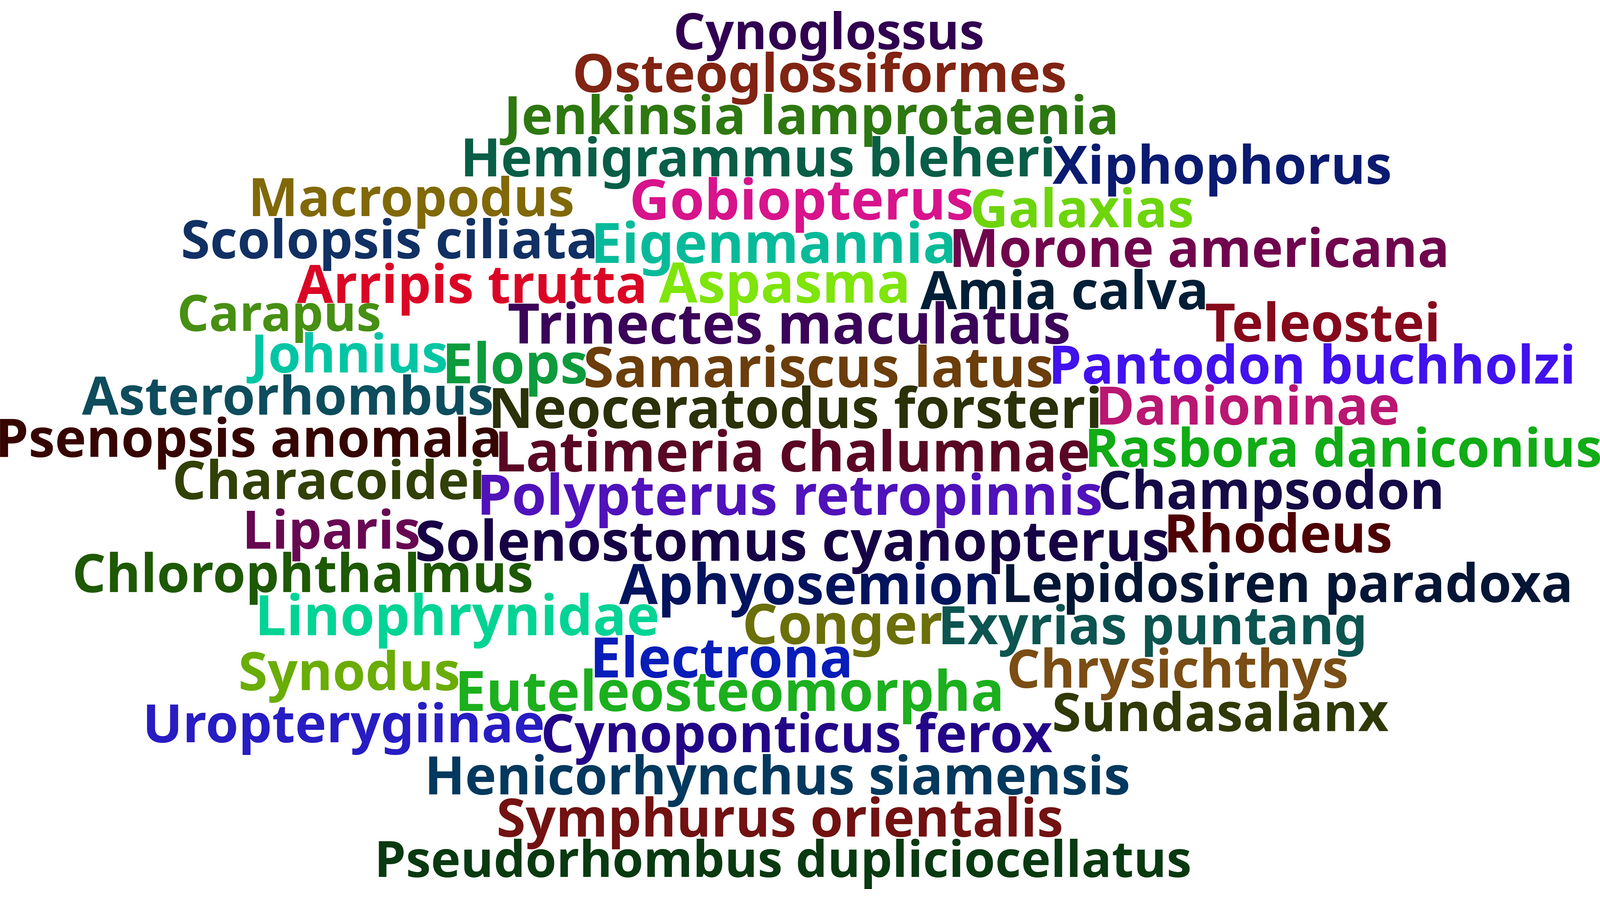 Cynoglossus
Osteoglossiformes
Jenkinsia lamprotaenia
Hemigrammus bleheri Xiphophorus
Macropodus Gobiopterus Galaxias
Scolopsis ciliata Eigenmannia Morone americana
Arripis trutta Aspasma Amia calva
Carapus Trinectes maculatus Teleostei
Johnius Elops Samariscus latus Pantodon buchholzi
Asterorhombus Neoceratodus forsteri Danioninae
Psenopsis anomala Latimeria chalumnae Rasbora daniconius
Characoidei Polypterus retropinnis Champsodon
Liparis Solenostomus cyanopterus Rhodeus
Chlorophthalmus Aphyosemion Lepidosiren paradoxa
Linophrynidae Conger Exyrias puntang
Synodus Electrona Chrysichthys
Euteleosteomorpha Sundasalanx
Uropterygiinae Cynoponticus ferox
Henicorhynchus siamensis
Symphurus orientalis
Pseudorhombus dupliciocellatus